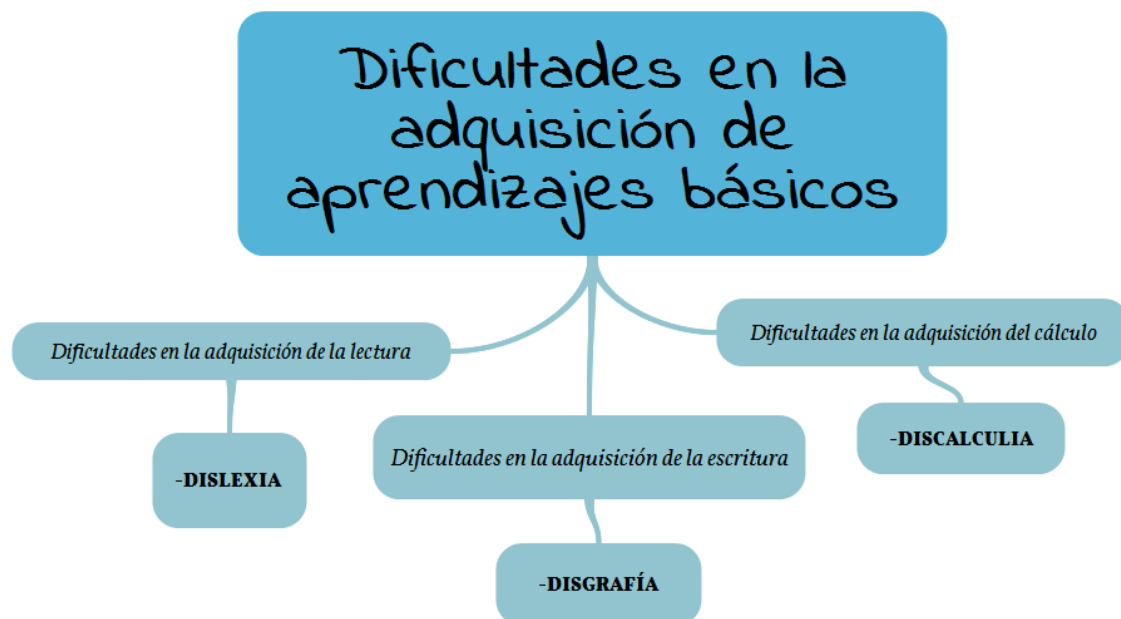 Dificultades en la
adquisición de
aprendizajes básicos
Dificultades en la adquisición de la lectura
-DISLEXIA
Dificultades en la adquisición de la escritura
-DISGRAFÍA
Dificultades en la adquisición del cálculo
-DISCALCULIA